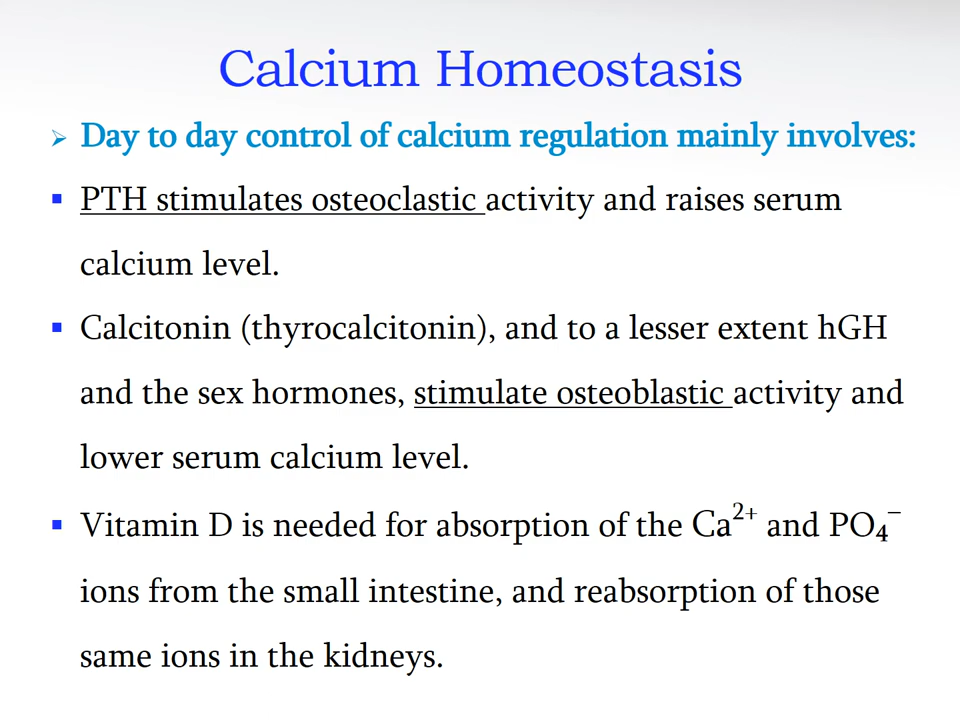 Calcium Homeostasis
➢ Day to day control of calcium regulation mainly involves:
▪ PTH stimulates osteoclastic activity and raises serum
calcium level.
▪ Calcitonin (thyrocalcitonin), and to a lesser extent hGH
and the sex hormones, stimulate osteoblastic activity and
lower serum calcium level.
▪ Vitamin D is needed for absorption of the Ca²⁺ and PO₄⁻
ions from the small intestine, and reabsorption of those
same ions in the kidneys.